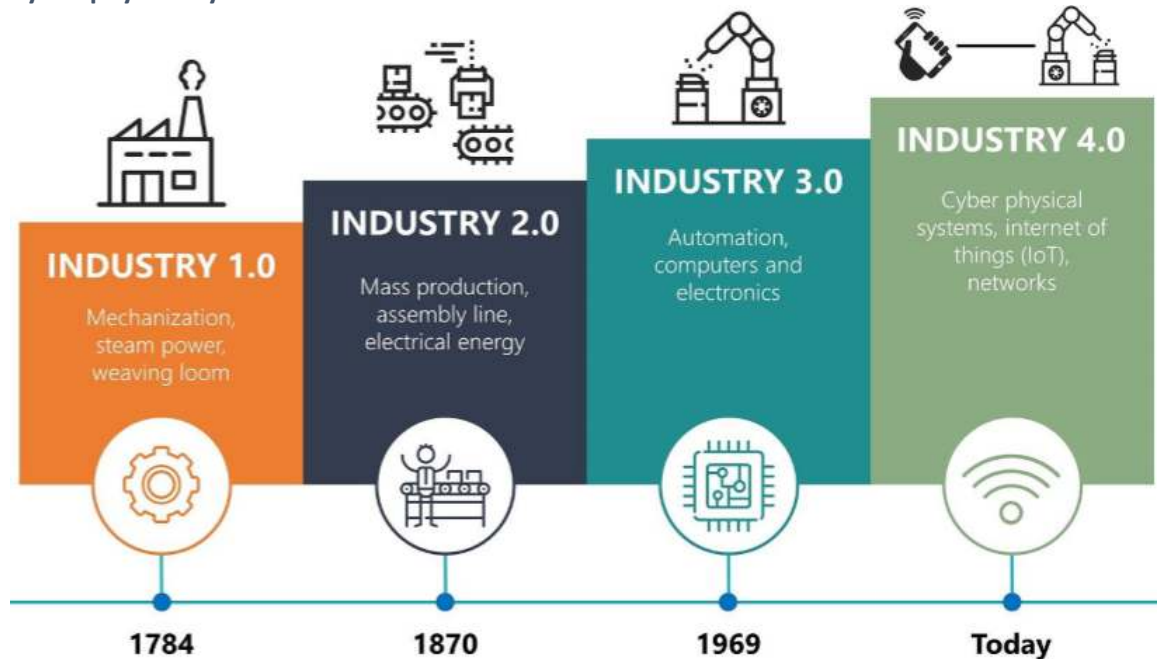 INDUSTRY 1.0
Mechanization,
steam power,
weaving loom
1784
INDUSTRY 2.0
Mass production,
assembly line,
electrical energy
1870
INDUSTRY 3.0
Automation,
computers and
electronics
1969
INDUSTRY 4.0
Cyber physical
systems, internet of
things (IoT),
networks
Today